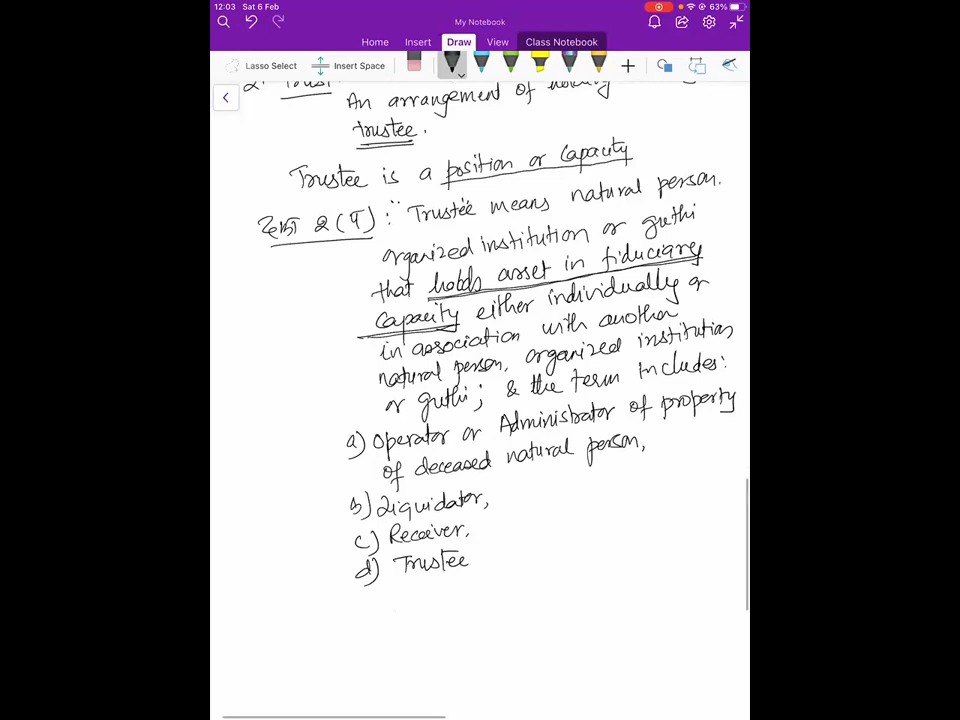 12:03 Sat 6 Feb
63%
My Notebook
Home Insert Draw View Class Notebook
Lasso Select Insert Space
2. Trust
An arrangement of
trustee.
Trustee is a position or capacity
दफा 2 ( : "Trustee means natural person.
organized institution or guthi
that holds asset in fiduciary
capacity either individually or
in association with another
natural person, organized institution
or guthi; & the term includes:
a) Operator or Administrator of property
of deceased natural person,
b) Liquidator,
c) Receiver,
d) Trustee